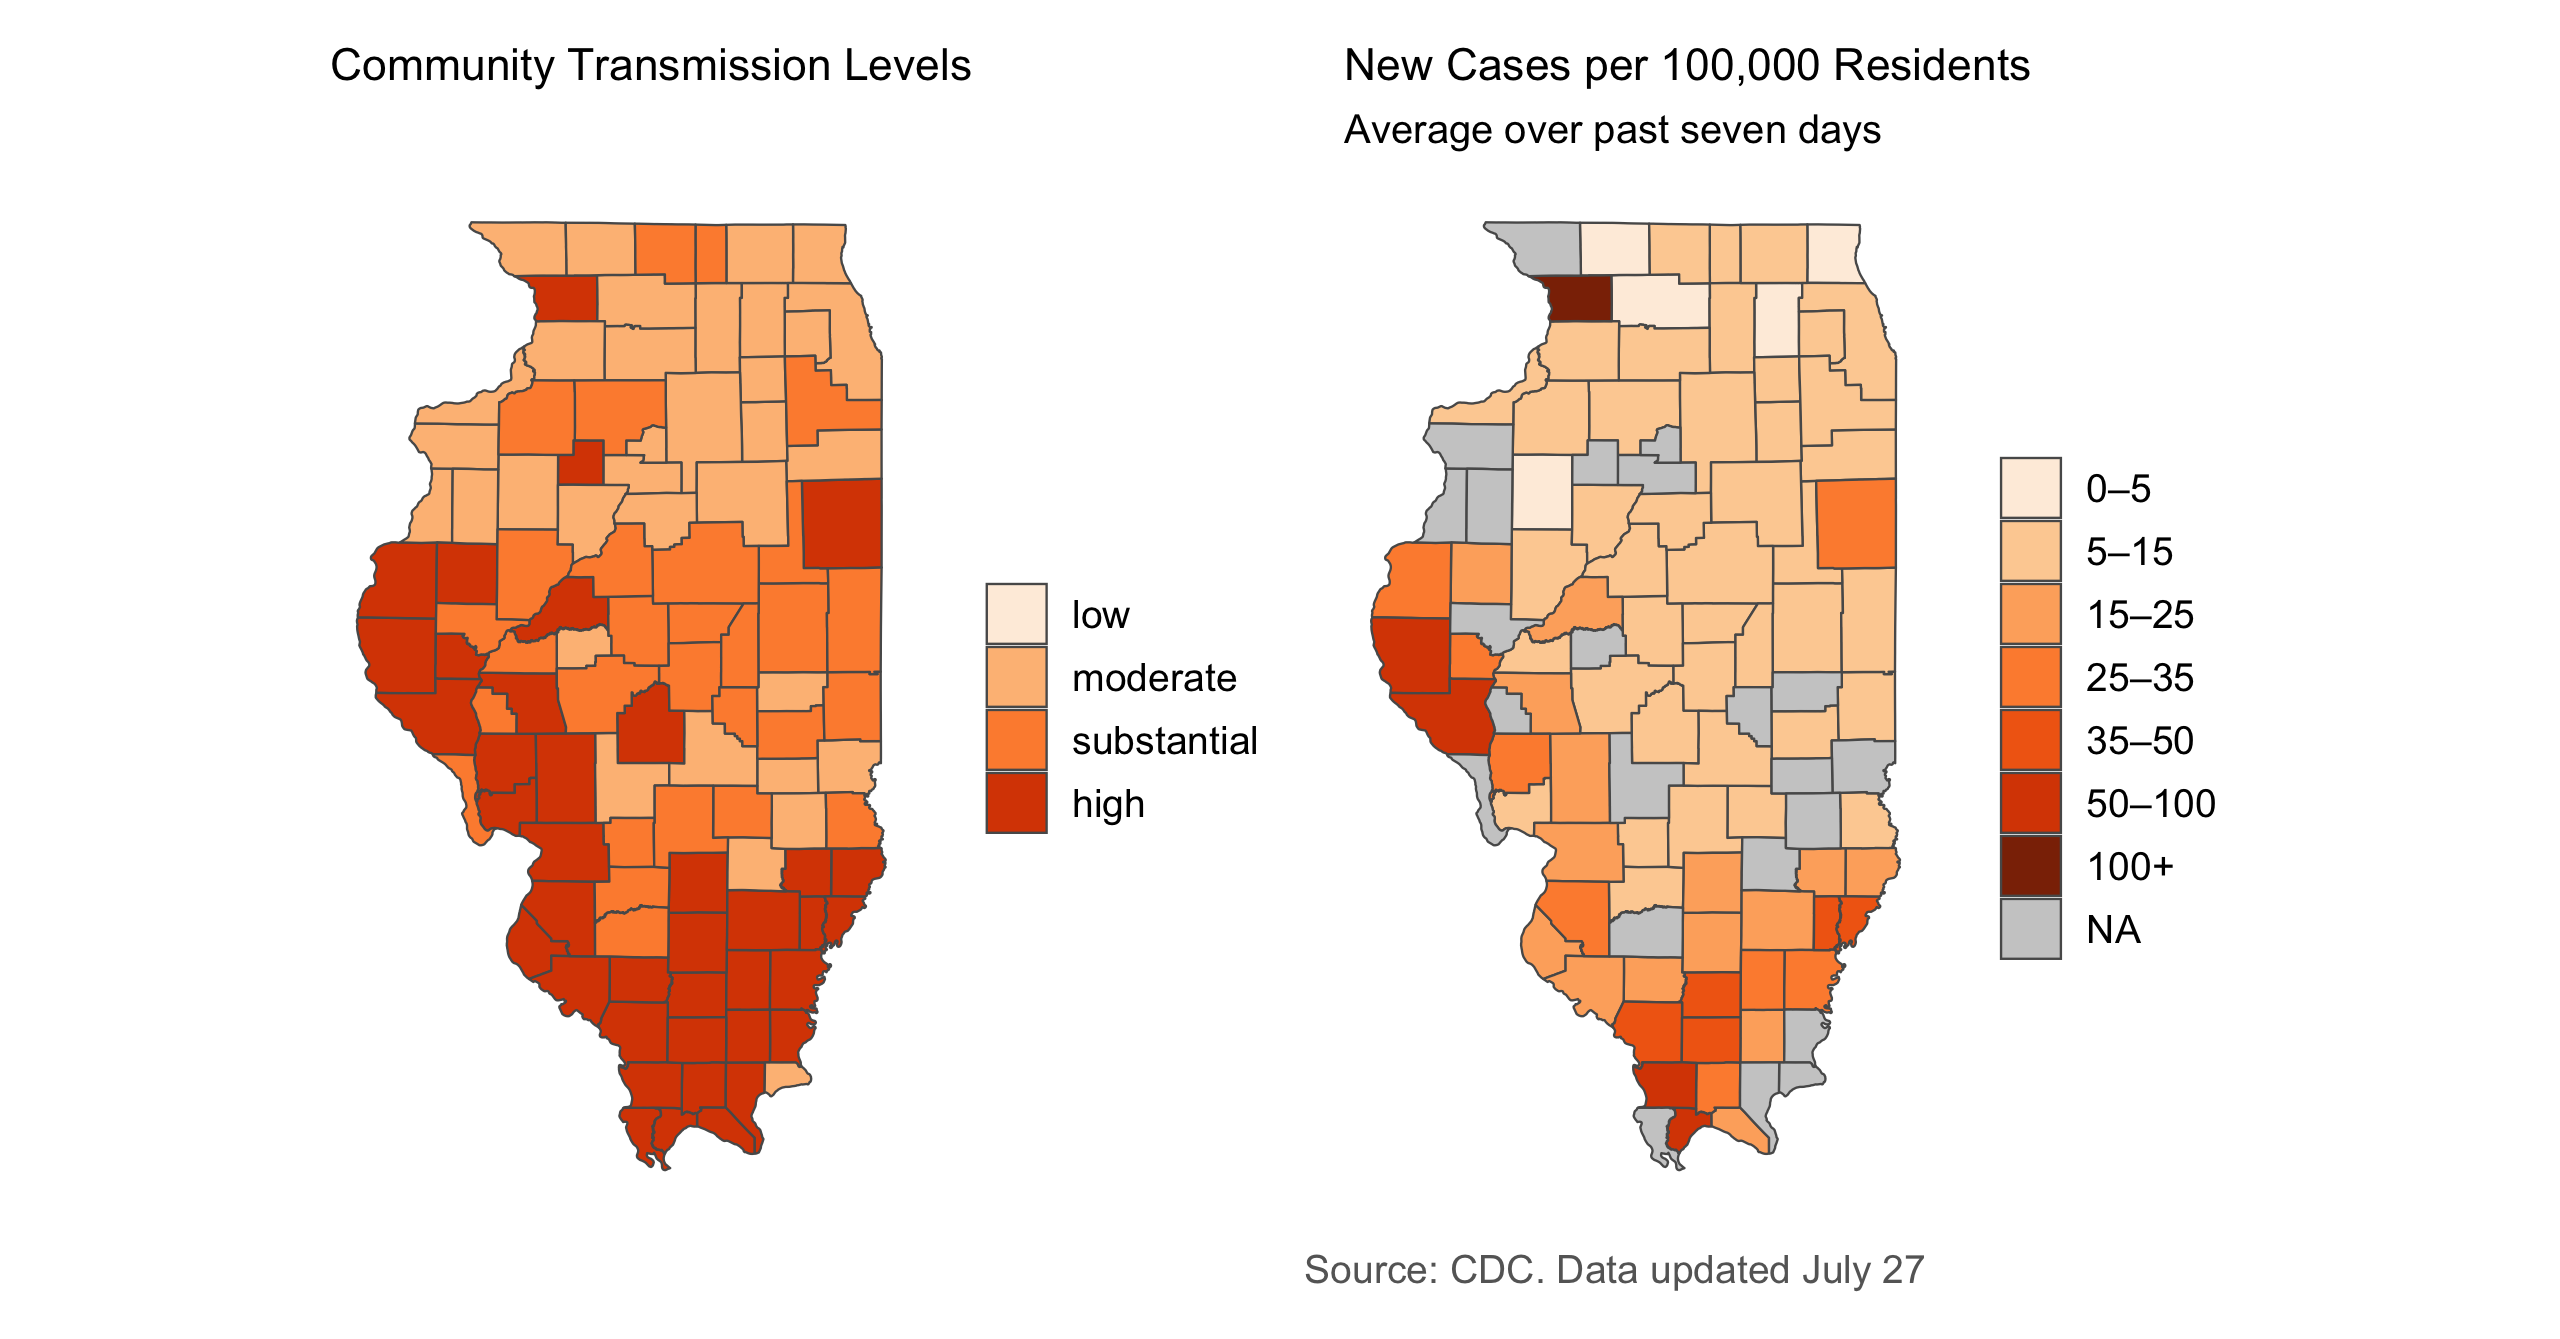 Community Transmission Levels
New Cases per 100,000 Residents
Average over past seven days
low
moderate
substantial
high
0–5
5–15
15–25
25–35
35–50
50–100
100+
NA
Source: CDC. Data updated July 27